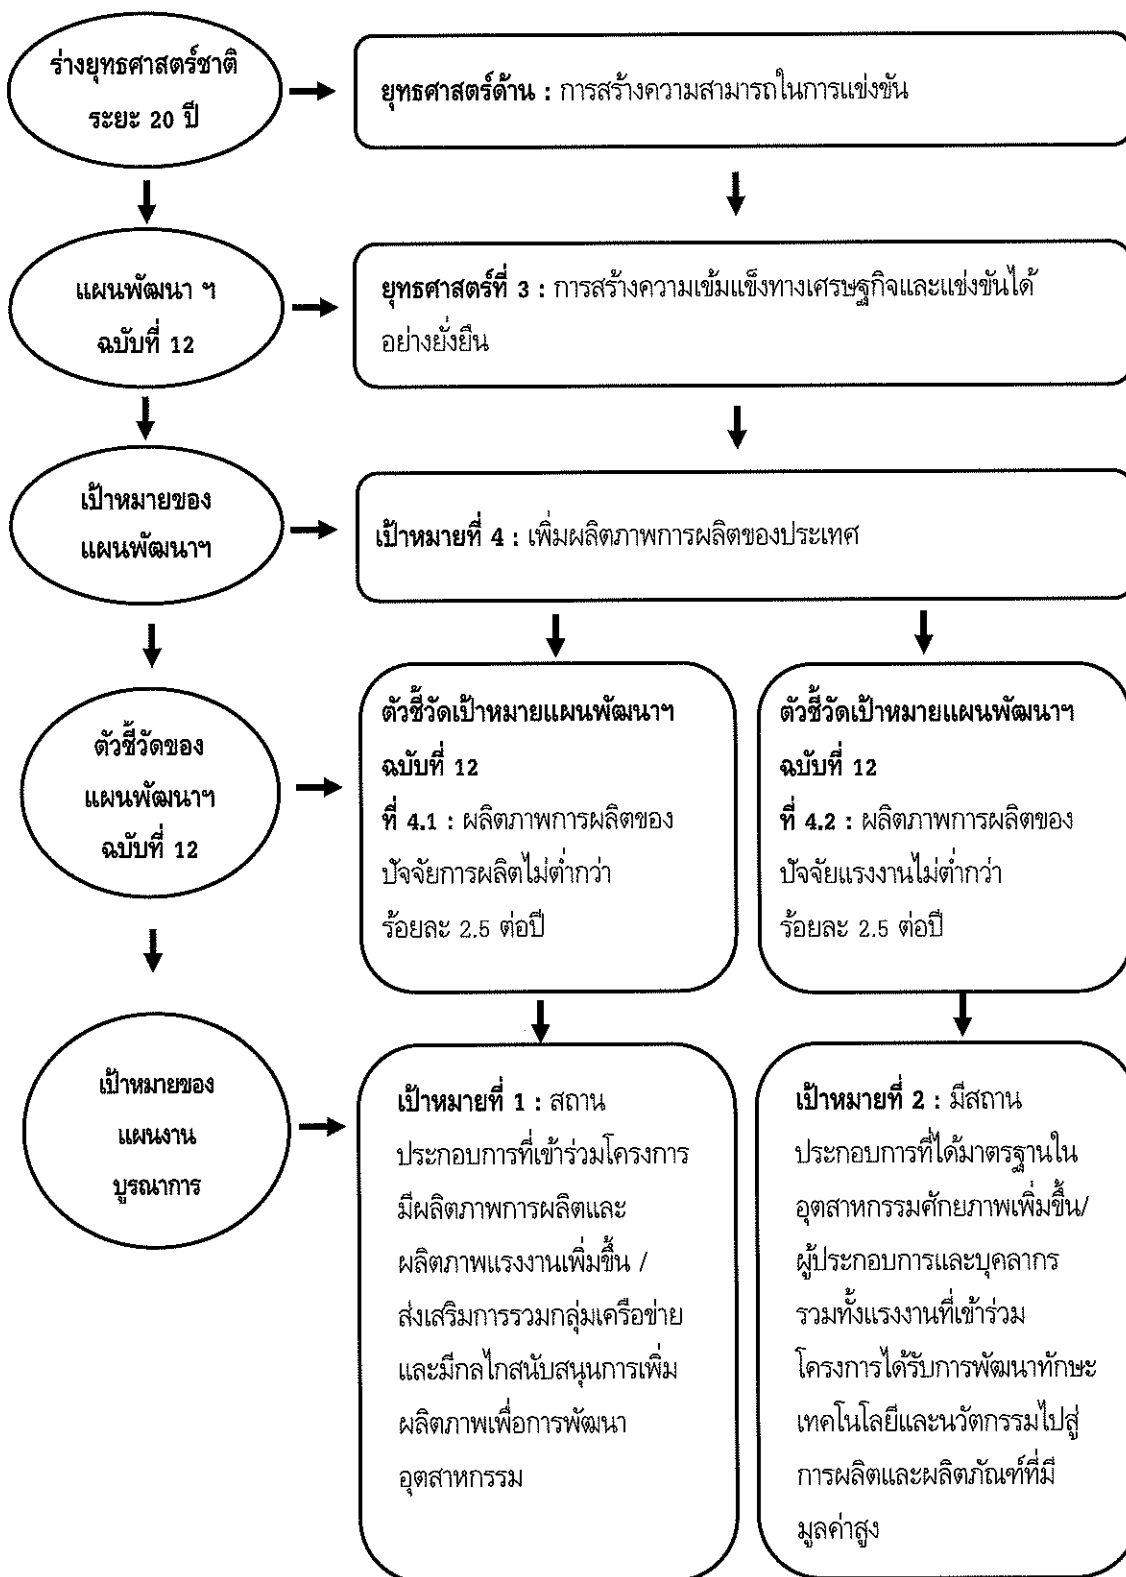 ร่างยุทธศาสตร์ชาติ
ระยะ 20 ปี
ยุทธศาสตร์ด้าน : การสร้างความสามารถในการแข่งขัน
แผนพัฒนา ฯ
ฉบับที่ 12
ยุทธศาสตร์ที่ 3 : การสร้างความเข้มแข็งทางเศรษฐกิจและแข่งขันได้
อย่างยั่งยืน
เป้าหมายของ
แผนพัฒนาฯ
เป้าหมายที่ 4 : เพิ่มผลิตภาพการผลิตของประเทศ
ตัวชี้วัดของ
แผนพัฒนาฯ
ฉบับที่ 12
ตัวชี้วัดเป้าหมายแผนพัฒนาฯ
ฉบับที่ 12
ที่ 4.1 : ผลิตภาพการผลิตของ
ปัจจัยการผลิตไม่ต่ำกว่า
ร้อยละ 2.5 ต่อปี
ตัวชี้วัดเป้าหมายแผนพัฒนาฯ
ฉบับที่ 12
ที่ 4.2 : ผลิตภาพการผลิตของ
ปัจจัยแรงงานไม่ต่ำกว่า
ร้อยละ 2.5 ต่อปี
เป้าหมายของ
แผนงาน
บูรณาการ
เป้าหมายที่ 1 : สถาน
ประกอบการที่เข้าร่วมโครงการ
มีผลิตภาพการผลิตและ
ผลิตภาพแรงงานเพิ่มขึ้น /
ส่งเสริมการรวมกลุ่มเครือข่าย
และมีกลไกสนับสนุนการเพิ่ม
ผลิตภาพเพื่อการพัฒนา
อุตสาหกรรม
เป้าหมายที่ 2 : มีสถาน
ประกอบการที่ได้มาตรฐานใน
อุตสาหกรรมศักยภาพเพิ่มขึ้น/
ผู้ประกอบการและบุคลากร
รวมทั้งแรงงานที่เข้าร่วม
โครงการได้รับการพัฒนาทักษะ
เทคโนโลยีและนวัตกรรมไปสู่
การผลิตและผลิตภัณฑ์ที่มี
มูลค่าสูง